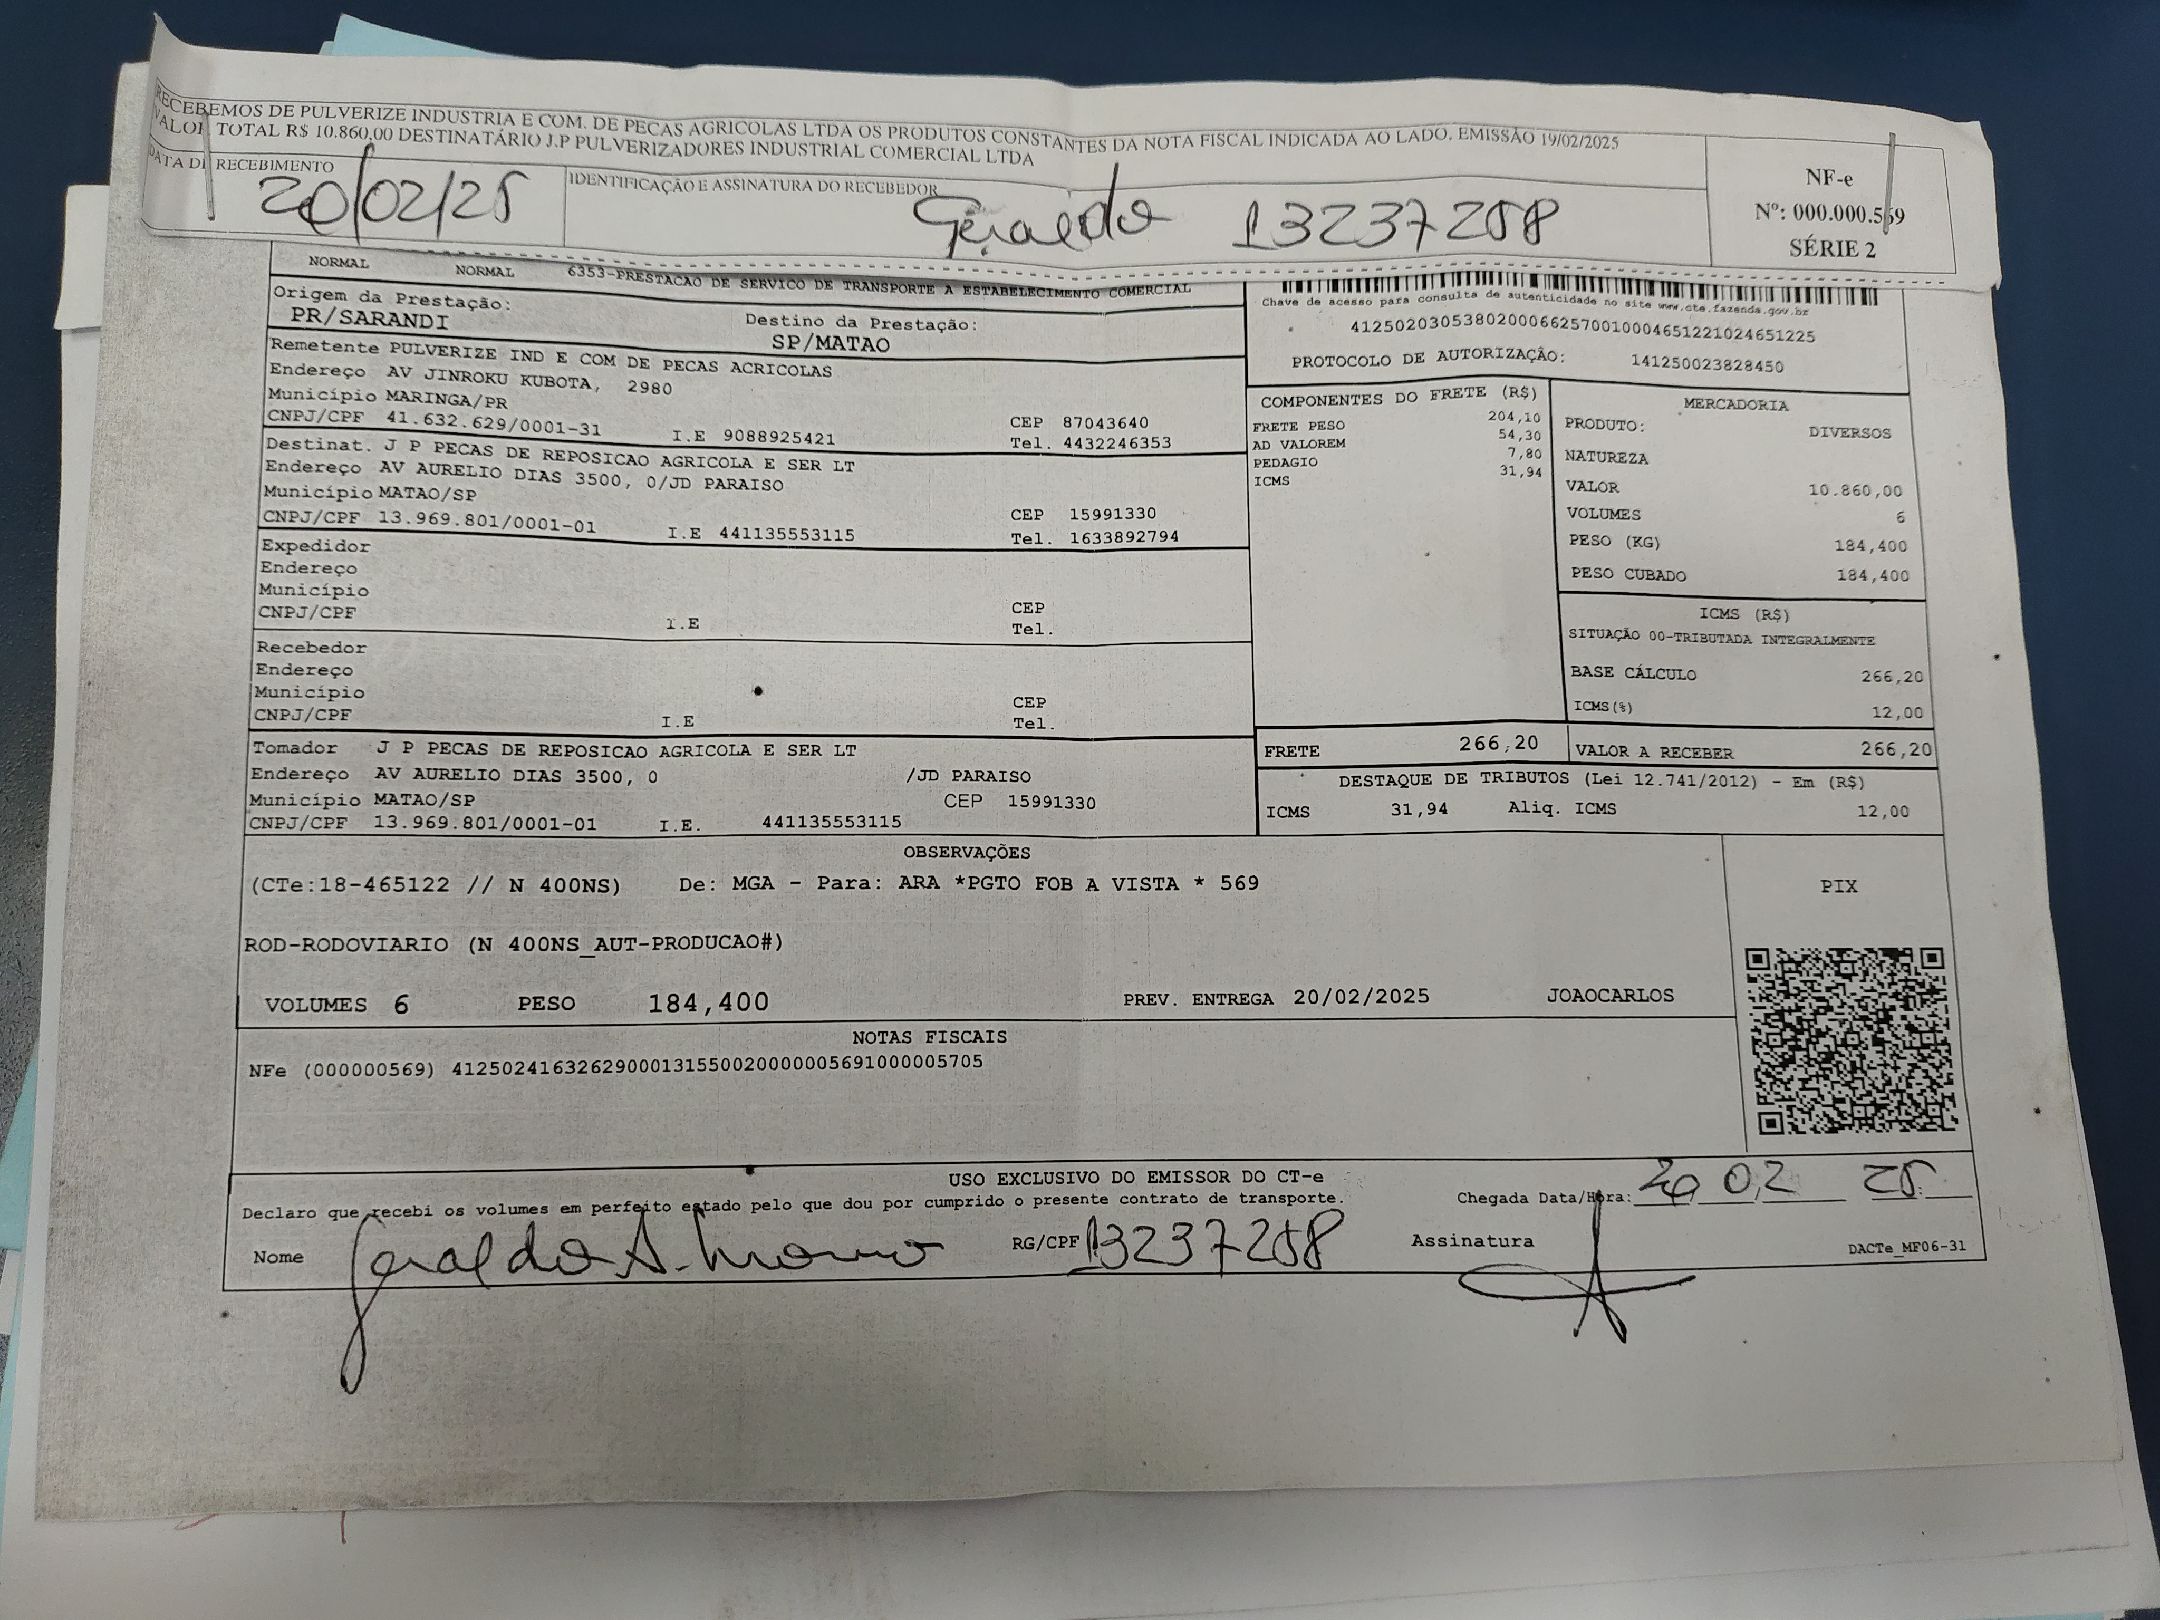 RECEBEMOS DE PULVERIZE INDUSTRIA E COM. DE PECAS AGRICOLAS LTDA OS PRODUTOS CONSTANTES DA NOTA FISCAL INDICADA AO LADO. EMISSÃO 19/02/2025
VALOR TOTAL R$ 10.860,00 DESTINATÁRIO J.P PULVERIZADORES INDUSTRIAL COMERCIAL LTDA
DATA DE RECEBIMENTO
20/02/25
IDENTIFICAÇÃO E ASSINATURA DO RECEBEDOR
Geraldo 13237258
NF-e
Nº: 000.000.569
SÉRIE 2
NORMAL NORMAL 6353-PRESTACAO DE SERVICO DE TRANSPORTE A ESTABELECIMENTO COMERCIAL
Origem da Prestação:
PR/SARANDI
Destino da Prestação:
SP/MATAO
Chave de acesso para consulta de autenticidade no site www.cte.fazenda.gov.br
41250203053802000662570010004651221024651225
PROTOCOLO DE AUTORIZAÇÃO: 141250023828450
Remetente PULVERIZE IND E COM DE PECAS ACRICOLAS
Endereço AV JINROKU KUBOTA, 2980
Município MARINGA/PR
CEP 87043640
CNPJ/CPF 41.632.629/0001-31 I.E 9088925421
Tel. 4432246353
Destinat. J P PECAS DE REPOSICAO AGRICOLA E SER LT
Endereço AV AURELIO DIAS 3500, 0/JD PARAISO
Município MATAO/SP
CEP 15991330
CNPJ/CPF 13.969.801/0001-01 I.E 441135553115
Tel. 1633892794
Expedidor
Endereço
Município
CEP
CNPJ/CPF I.E Tel.
Recebedor
Endereço
Município
CEP
CNPJ/CPF I.E Tel.
Tomador J P PECAS DE REPOSICAO AGRICOLA E SER LT
Endereço AV AURELIO DIAS 3500, 0 /JD PARAISO
Município MATAO/SP CEP 15991330
CNPJ/CPF 13.969.801/0001-01 I.E. 441135553115
COMPONENTES DO FRETE (R$)
FRETE PESO 204,10
AD VALOREM 54,30
PEDAGIO 7,80
ICMS 31,94
MERCADORIA
PRODUTO: DIVERSOS
NATUREZA
VALOR 10.860,00
VOLUMES 6
PESO (KG) 184,400
PESO CUBADO 184,400
ICMS (R$)
SITUAÇÃO 00-TRIBUTADA INTEGRALMENTE
BASE CÁLCULO 266,20
ICMS(%) 12,00
FRETE 266,20 VALOR A RECEBER 266,20
DESTAQUE DE TRIBUTOS (Lei 12.741/2012) - Em (R$)
ICMS 31,94 Aliq. ICMS 12,00
OBSERVAÇÕES
(CTe:18-465122 // N 400NS) De: MGA - Para: ARA *PGTO FOB A VISTA * 569
PIX
ROD-RODOVIARIO (N 400NS_AUT-PRODUCAO#)
VOLUMES 6 PESO 184,400 PREV. ENTREGA 20/02/2025 JOAOCARLOS
NOTAS FISCAIS
NFe (000000569) 41250241632629000131550020000005691000005705
USO EXCLUSIVO DO EMISSOR DO CT-e
Declaro que recebi os volumes em perfeito estado pelo que dou por cumprido o presente contrato de transporte.
Chegada Data/Hora: 20 02 25
Nome Geraldo A.
RG/CPF 13237258
Assinatura
DACTe_MF06-31